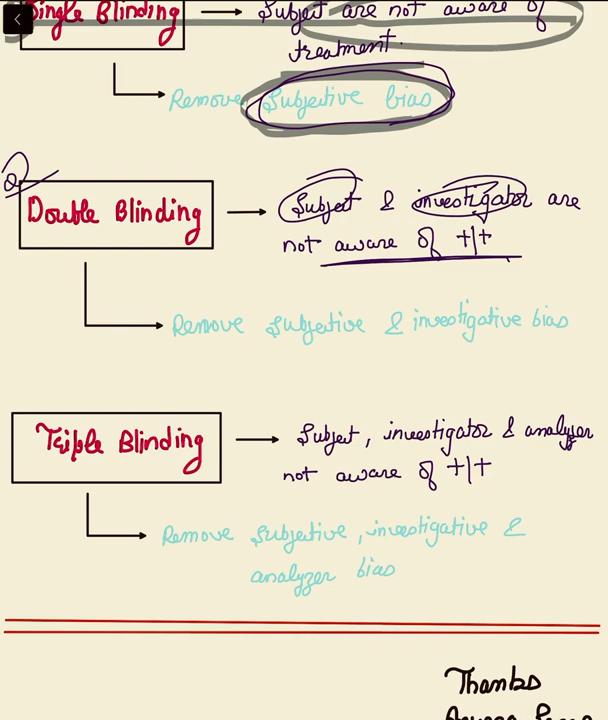 Single Blinding → Subject are not aware of
treatment.
Remove Subjective bias
2
Double Blinding → Subject & investigator are
not aware of t/t
Remove Subjective & investigative bias
Triple Blinding → Subject, investigator & analyzer
not aware of t/t
Remove Subjective, investigative &
analyzer bias
Thanks